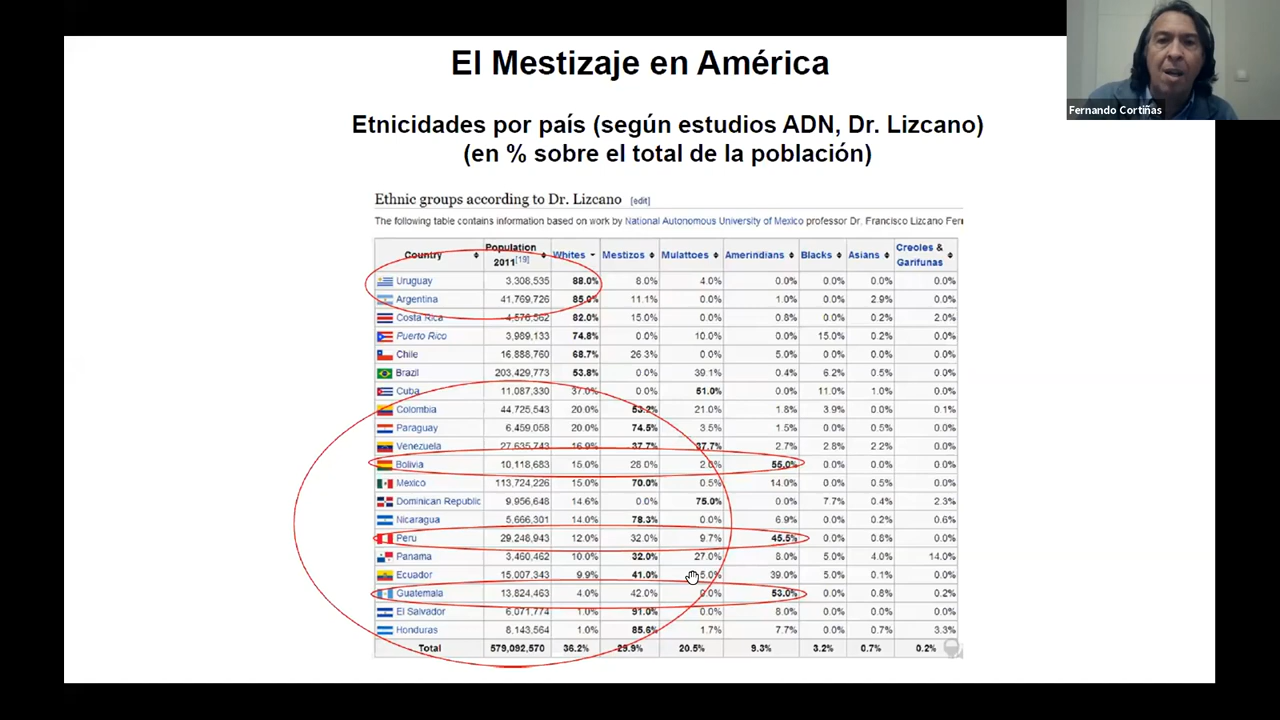 El Mestizaje en América
Fernando Cortiñas
Etnicidades por país (según estudios ADN, Dr. Lizcano)
(en % sobre el total de la población)
Ethnic groups according to Dr. Lizcano [edit]
The following table contains information based on work by National Autonomous University of Mexico professor Dr. Francisco Lizcano Fern
Country Population 2011[19] Whites Mestizos Mulattoes Amerindians Blacks Asians Creoles & Garifunas
Uruguay 3,308,535 88.0% 8.0% 4.0% 0.0% 0.0% 0.0% 0.0%
Argentina 41,769,726 85.0% 11.1% 0.0% 1.0% 0.0% 2.9% 0.0%
Costa Rica 4,576,562 82.0% 15.0% 0.0% 0.8% 0.0% 0.2% 2.0%
Puerto Rico 3,989,133 74.8% 0.0% 10.0% 0.0% 15.0% 0.2% 0.0%
Chile 16,888,760 68.7% 26.3% 0.0% 5.0% 0.0% 0.0% 0.0%
Brazil 203,429,773 53.8% 0.0% 39.1% 0.4% 6.2% 0.5% 0.0%
Cuba 11,087,330 37.0% 0.0% 51.0% 0.0% 11.0% 1.0% 0.0%
Colombia 44,725,543 20.0% 53.2% 21.0% 1.8% 3.9% 0.0% 0.1%
Paraguay 6,459,058 20.0% 74.5% 3.5% 1.5% 0.0% 0.5% 0.0%
Venezuela 27,635,743 16.9% 37.7% 37.7% 2.7% 2.8% 2.2% 0.0%
Bolivia 10,118,683 15.0% 28.0% 2.0% 55.0% 0.0% 0.0% 0.0%
Mexico 113,724,226 15.0% 70.0% 0.5% 14.0% 0.0% 0.5% 0.0%
Dominican Republic 9,956,648 14.6% 0.0% 75.0% 0.0% 7.7% 0.4% 2.3%
Nicaragua 5,666,301 14.0% 78.3% 0.0% 6.9% 0.0% 0.2% 0.6%
Peru 29,248,943 12.0% 32.0% 9.7% 45.5% 0.0% 0.8% 0.0%
Panama 3,460,462 10.0% 32.0% 27.0% 8.0% 5.0% 4.0% 14.0%
Ecuador 15,007,343 9.9% 41.0% 5.0% 39.0% 5.0% 0.1% 0.0%
Guatemala 13,824,463 4.0% 42.0% 0.0% 53.0% 0.0% 0.8% 0.2%
El Salvador 6,071,774 1.0% 91.0% 0.0% 8.0% 0.0% 0.0% 0.0%
Honduras 8,143,564 1.0% 85.6% 1.7% 7.7% 0.0% 0.7% 3.3%
Total 579,092,570 36.2% 29.9% 20.5% 9.3% 3.2% 0.7% 0.2%